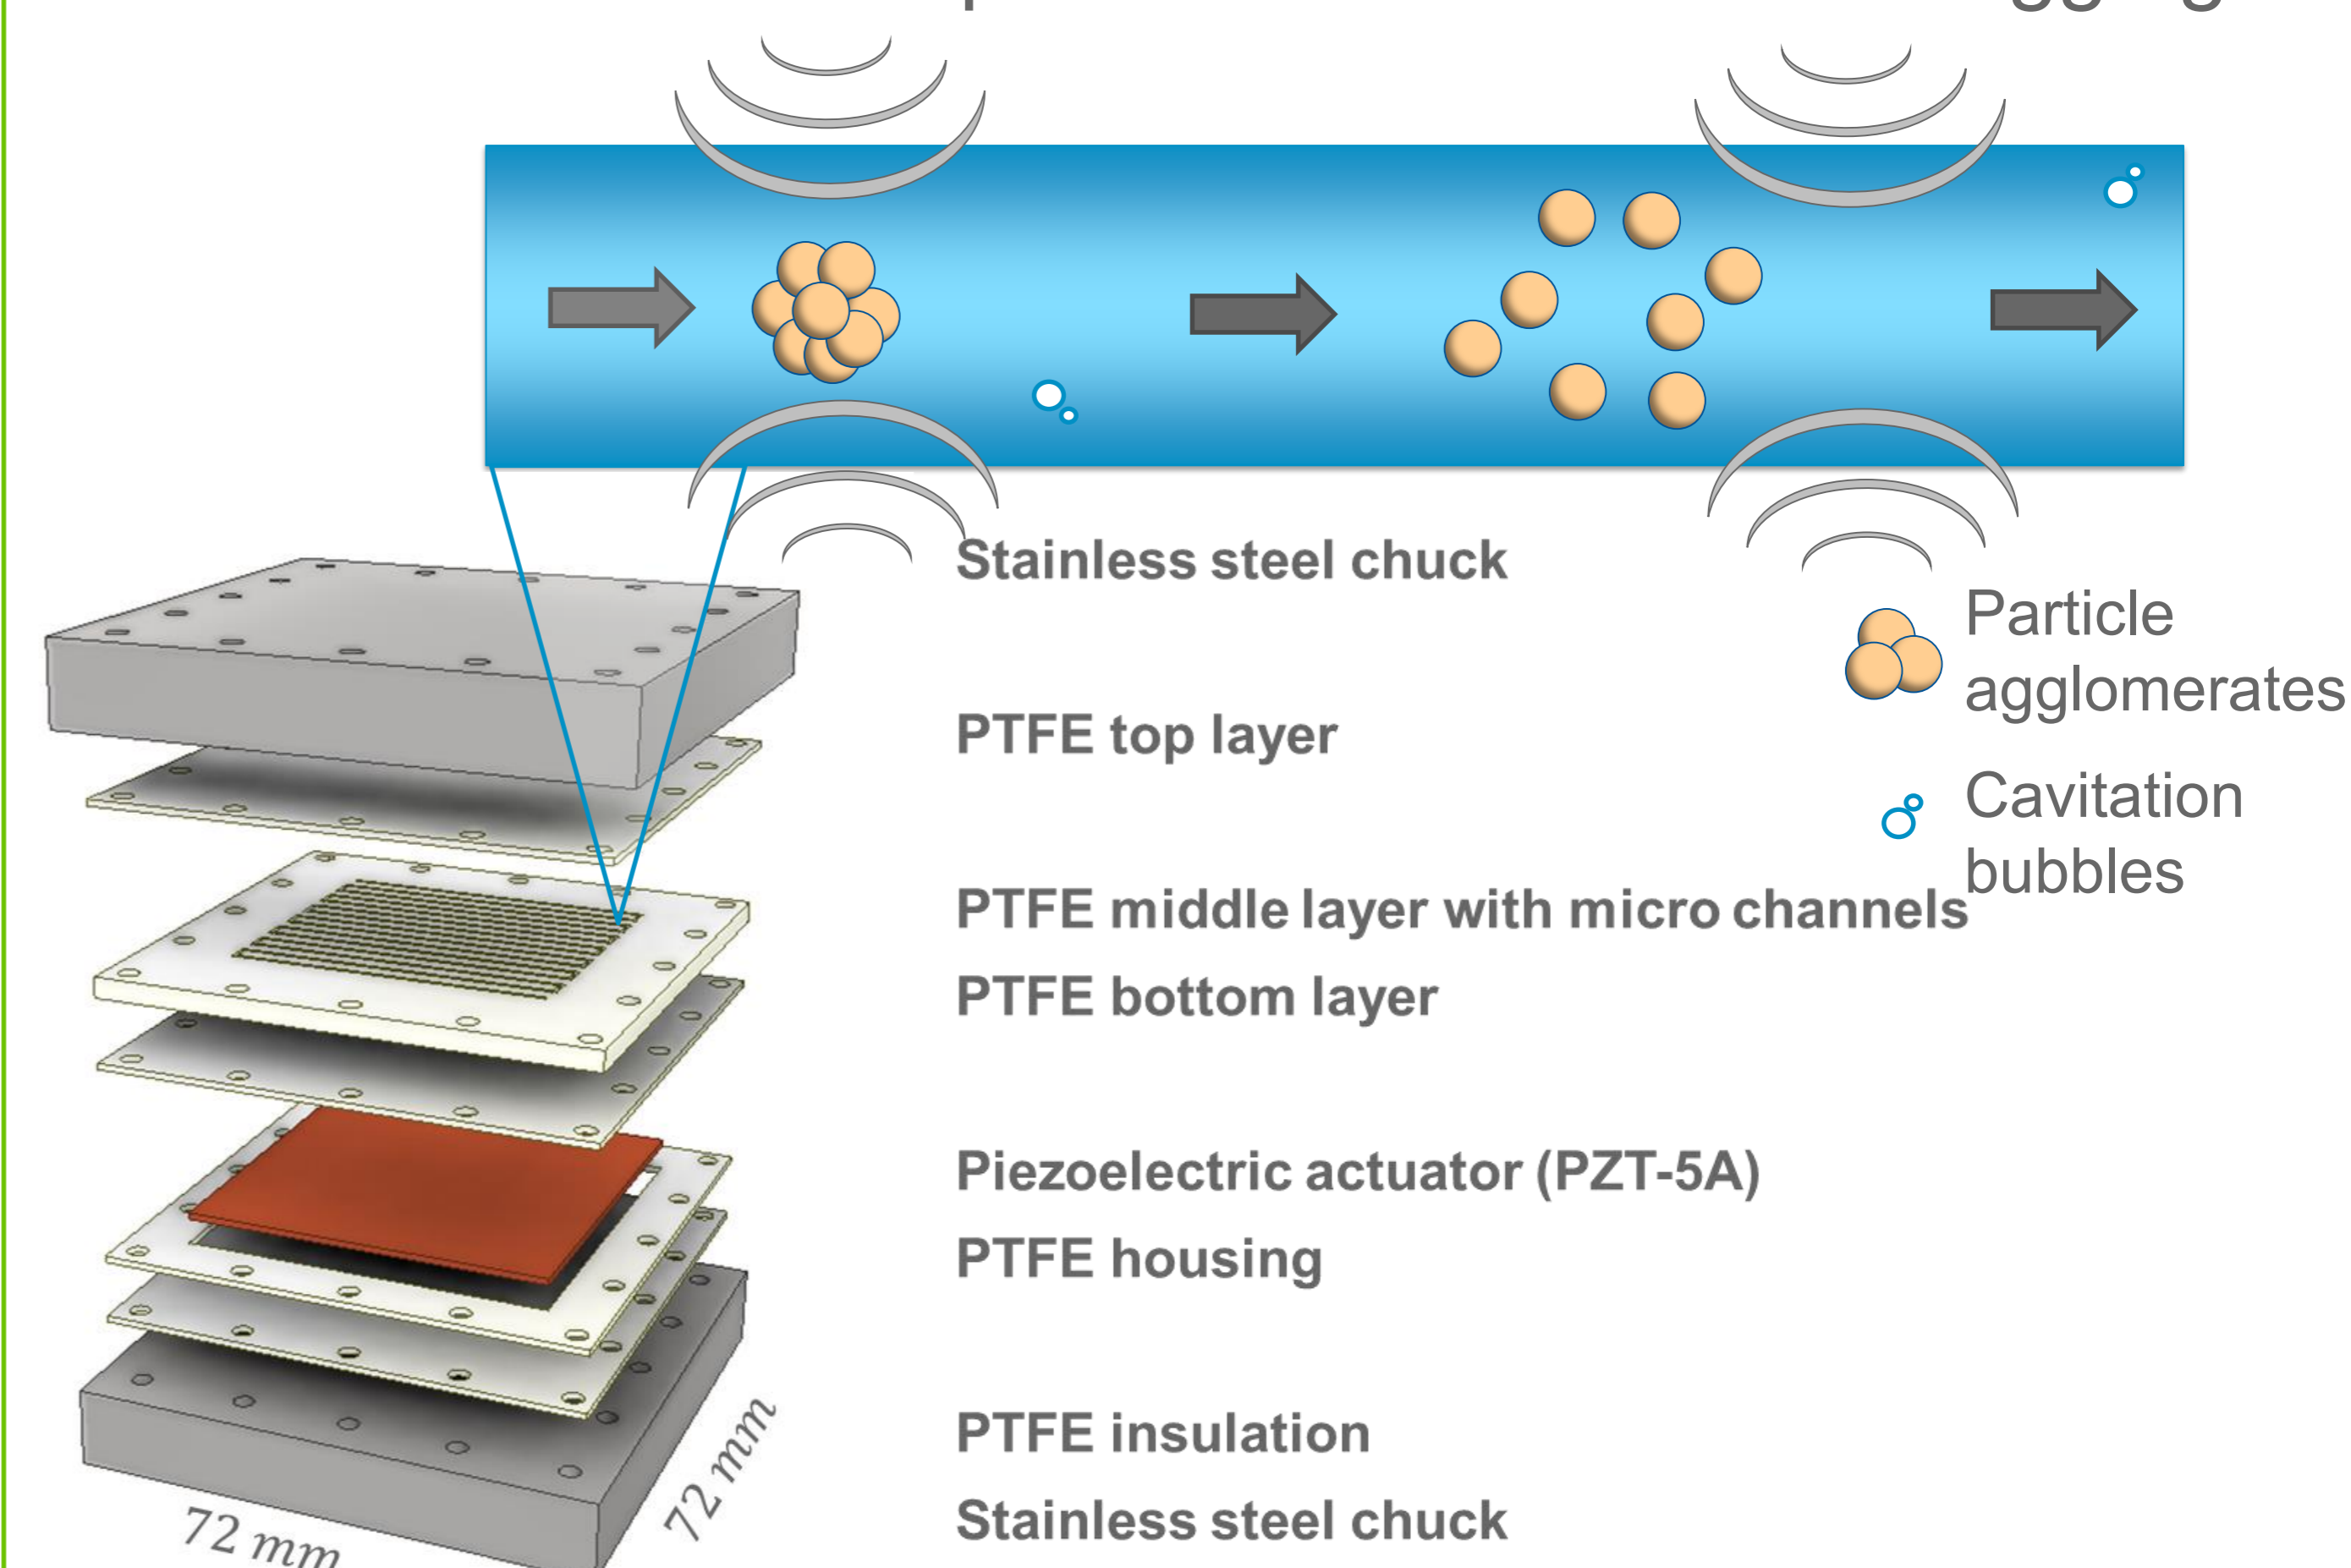 Stainless steel chuck
Particle
agglomerates
PTFE top layer
Cavitation
bubbles
PTFE middle layer with micro channels
PTFE bottom layer
Piezoelectric actuator (PZT-5A)
PTFE housing
PTFE insulation
Stainless steel chuck
72 mm
72 mm